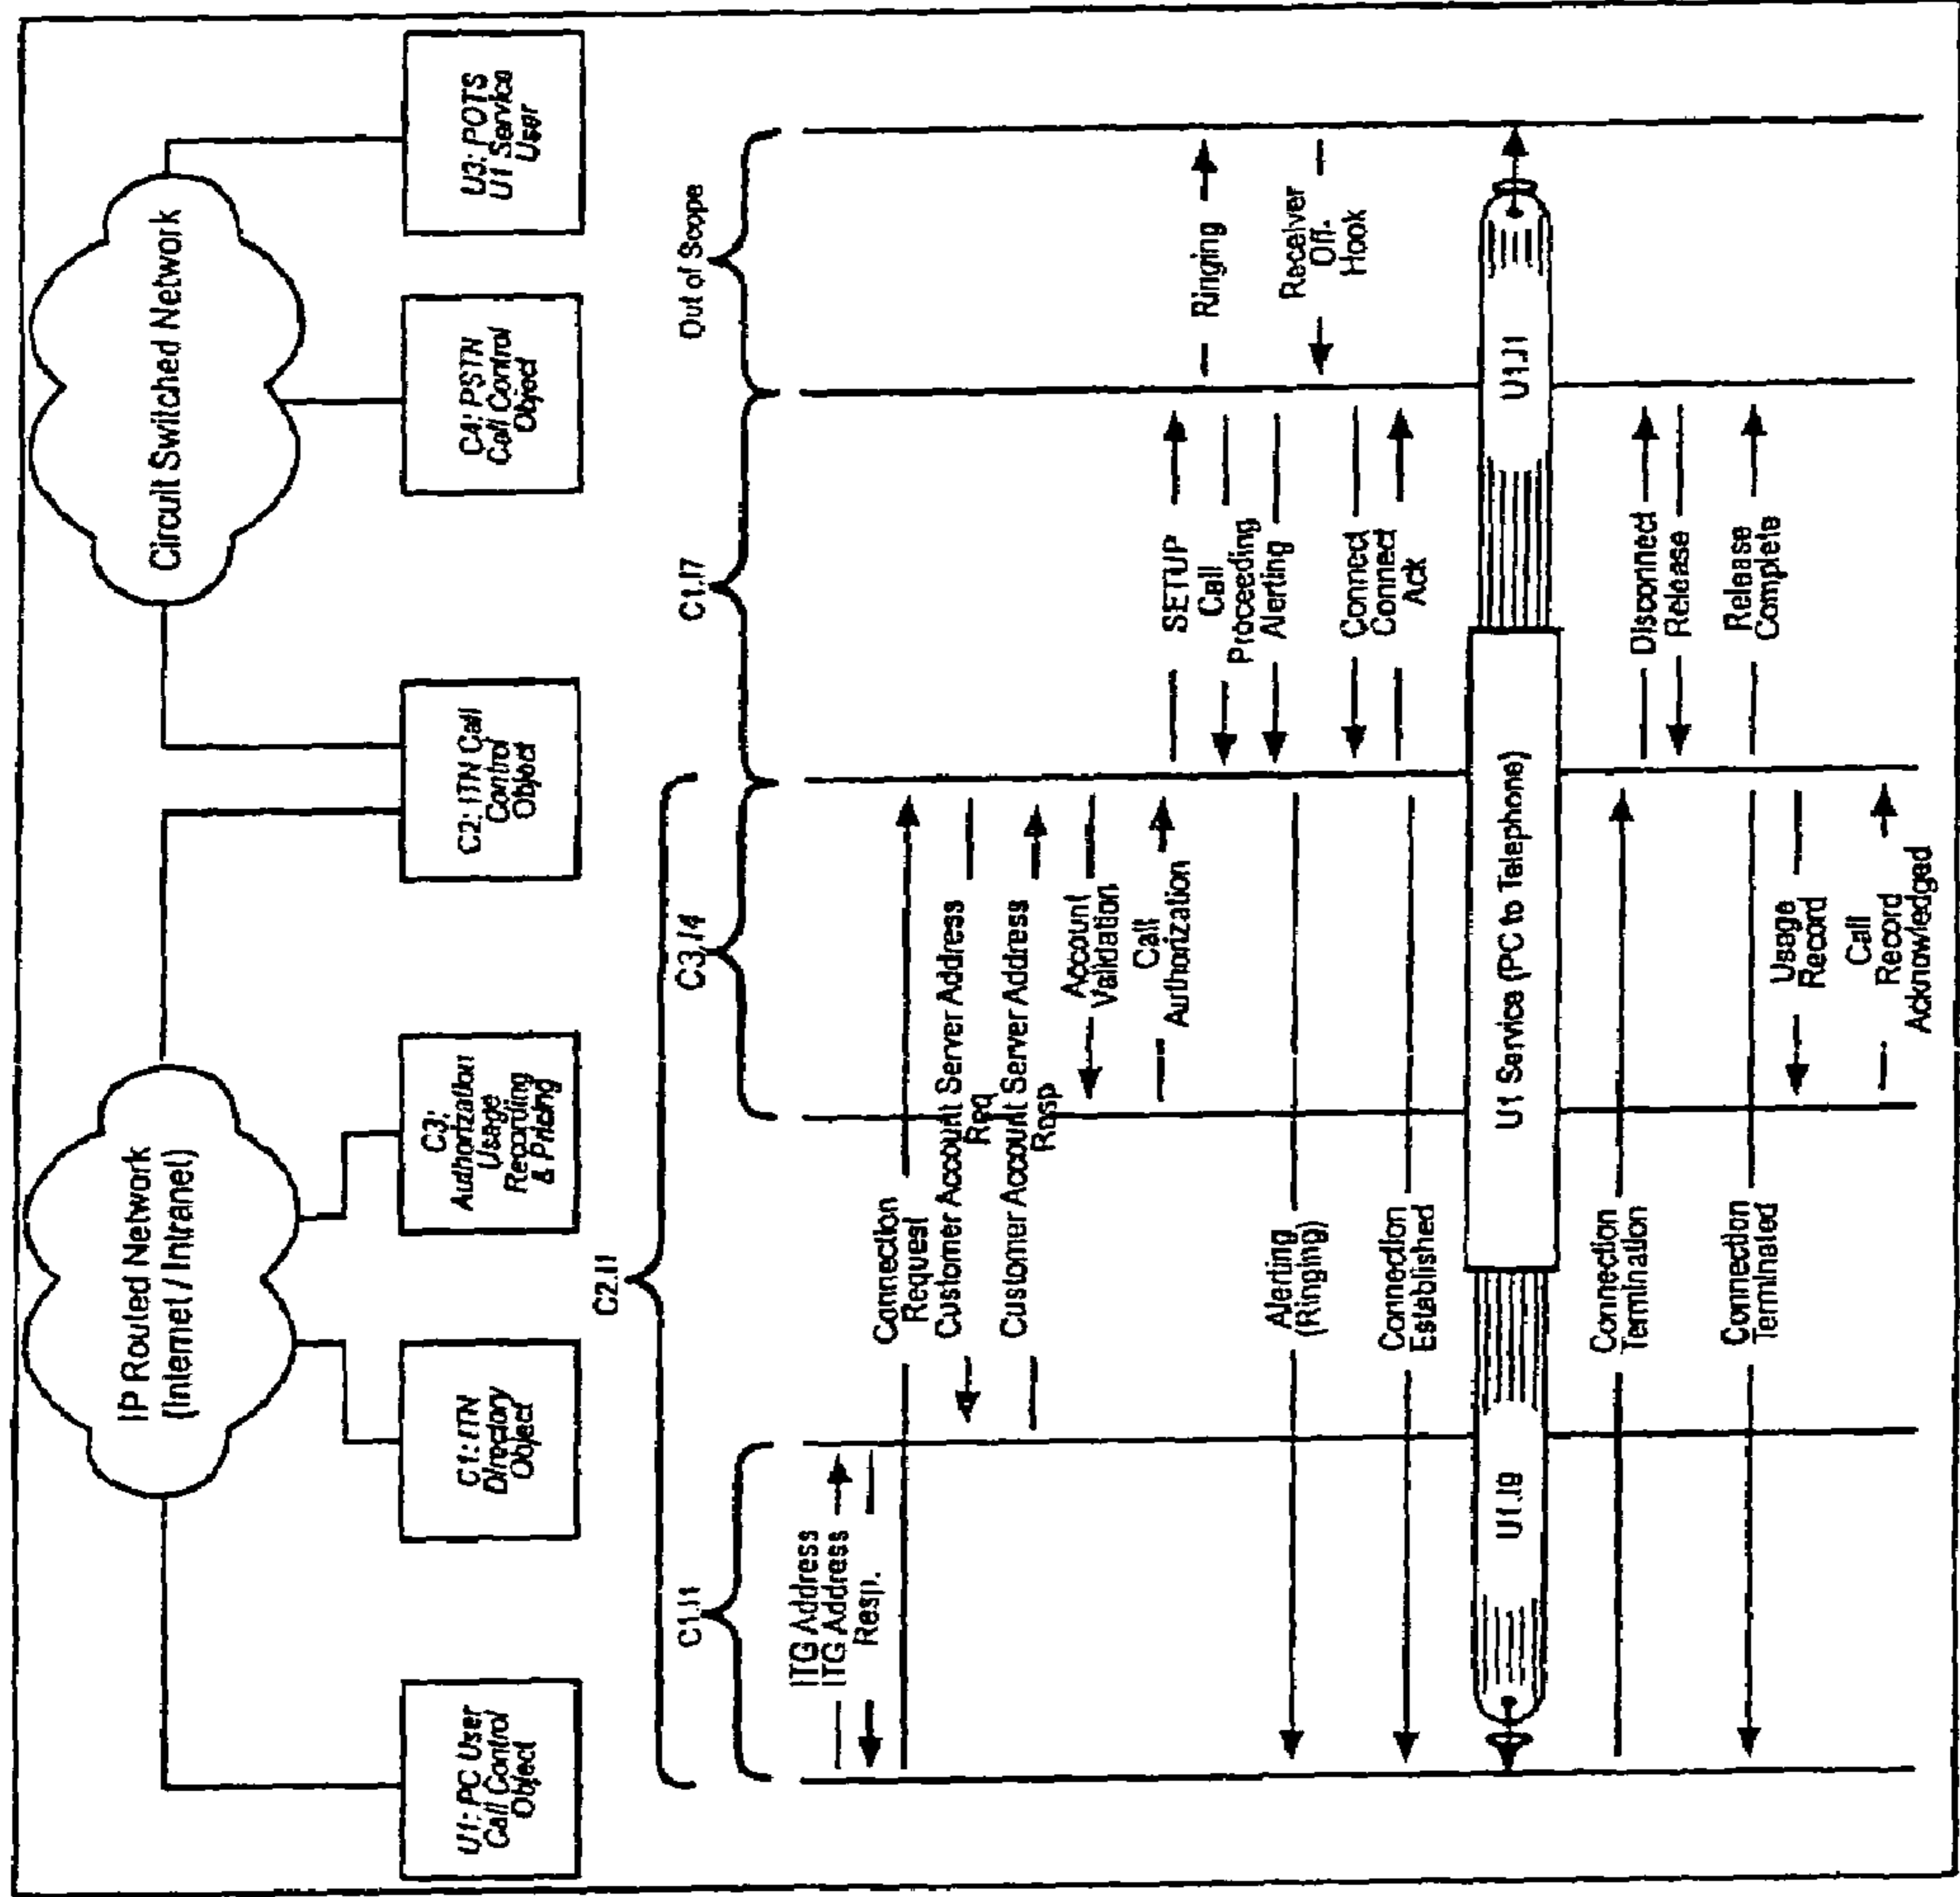 IP Routed Network
(Internet / Intranet)
Circuit Switched Network
U1: PC User
Call Control
Object
C1: ITN
Directory
Object
C3:
Authorization
Usage
Recording
& Pricing
C2: ITN Call
Control
Object
C4: PSTN
Call Control
Object
U3: POTS
U1 Service
User
C2.I1
C1.I1
C3.I4
C1.I7
Out of Scope
ITG Address
ITG Address
Resp.
Connection
Request
Customer Account Server Address
Req
Customer Account Server Address
Resp
Account
Validation
Call
Authorization
SETUP
Call
Proceeding
Alerting
Ringing
Alerting
(Ringing)
Receiver
Off-
Hook
Connect
Connect
Ack
Connection
Established
U1.I9
U1 Service (PC to Telephone)
U1.I1
Connection
Termination
Disconnect
Release
Release
Complete
Connection
Terminated
Usage
Record
Call
Record
Acknowledged